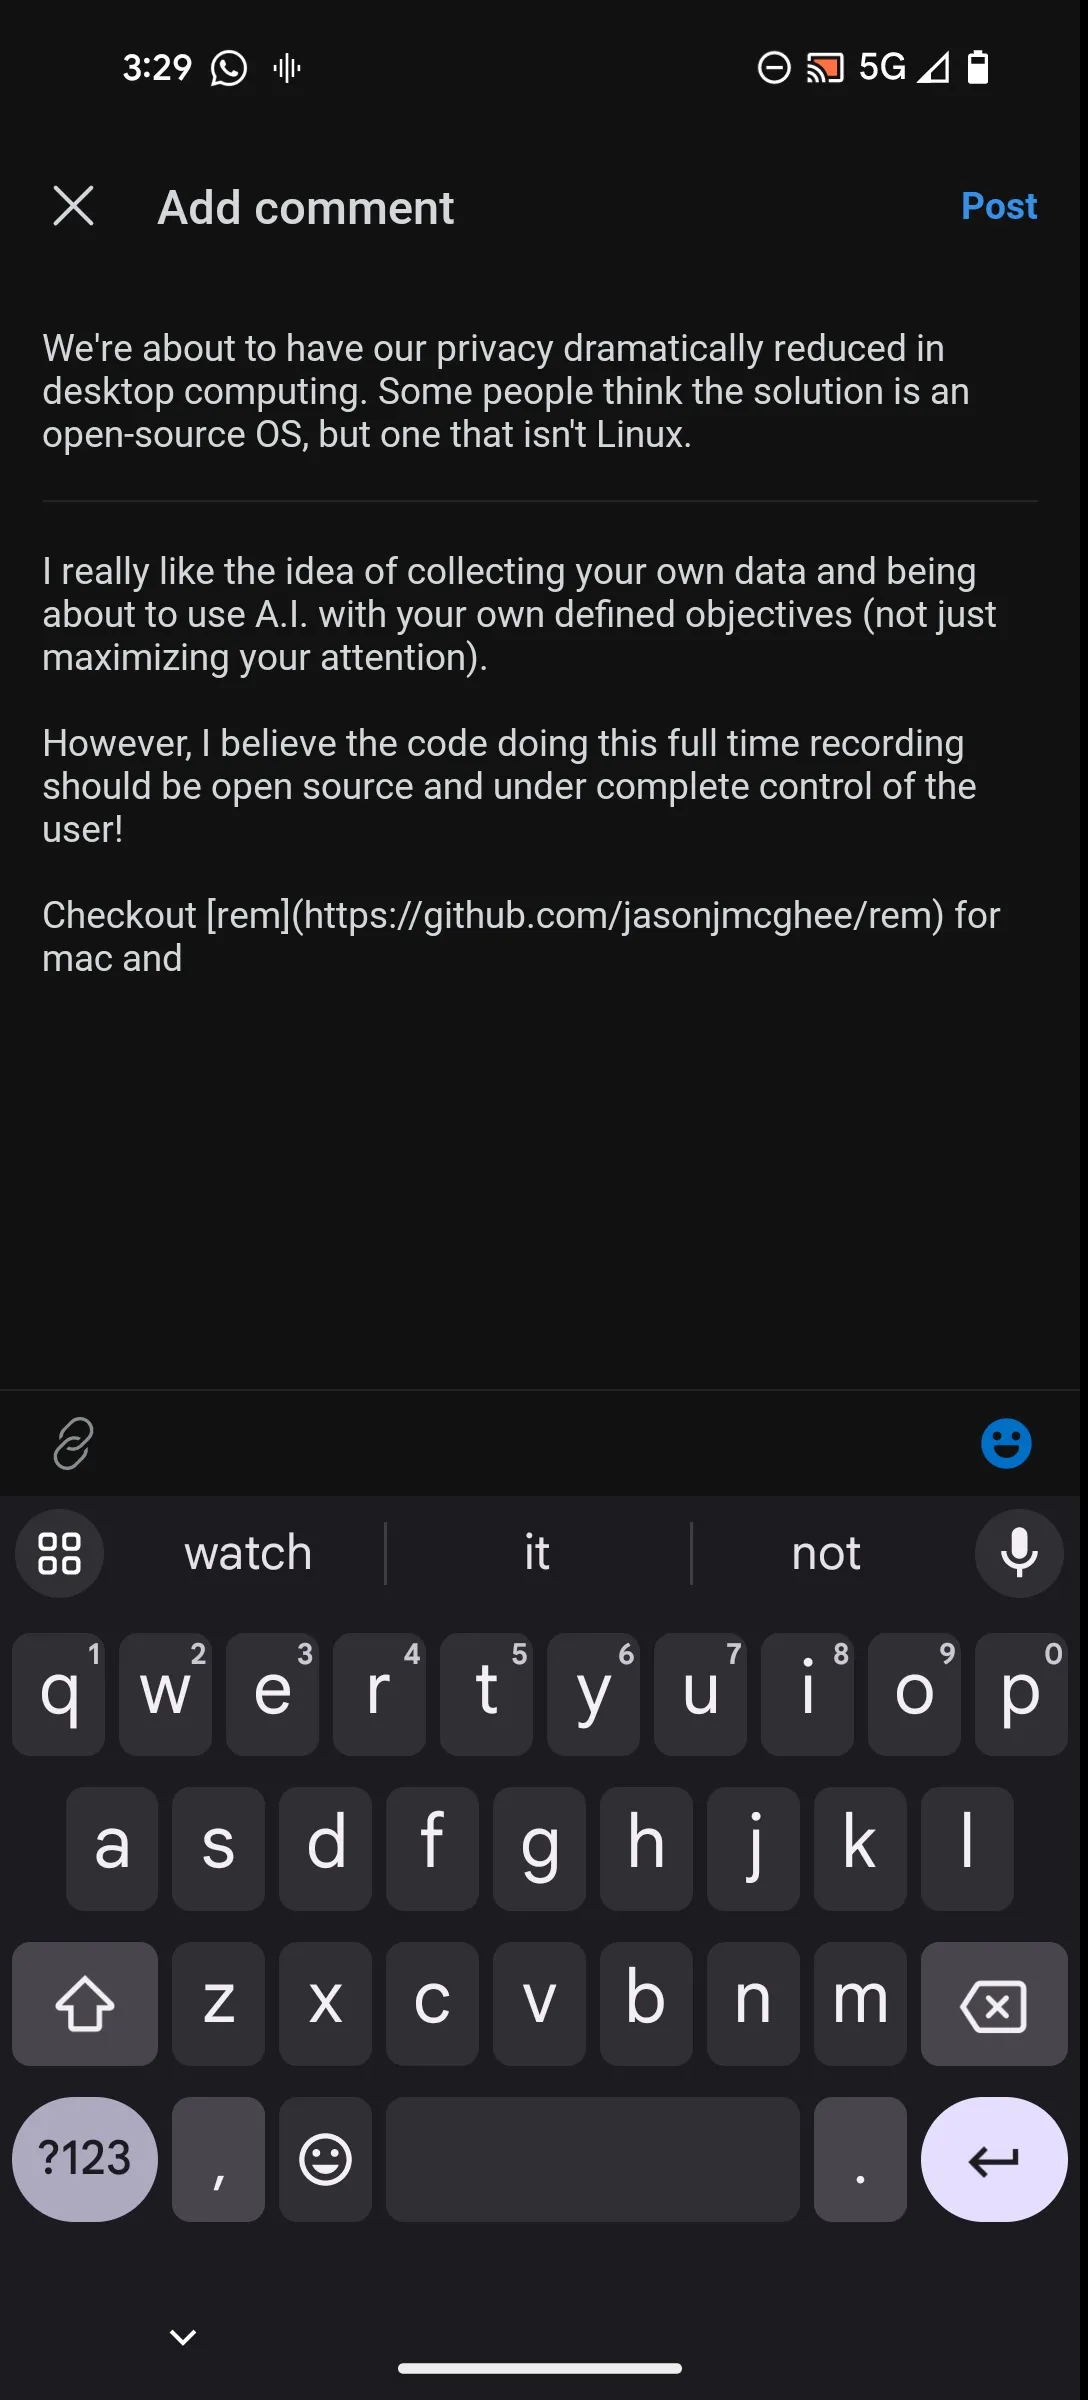 3:29 5G
Add comment Post
We're about to have our privacy dramatically reduced in
desktop computing. Some people think the solution is an
open-source OS, but one that isn't Linux.
I really like the idea of collecting your own data and being
about to use A.I. with your own defined objectives (not just
maximizing your attention).
However, I believe the code doing this full time recording
should be open source and under complete control of the
user!
Checkout [rem](https://github.com/jasonjmcghee/rem) for
mac and
watch it not
1 2 3 4 5 6 7 8 9 0
q w e r t y u i o p
a s d f g h j k l
z x c v b n m
?123 , .